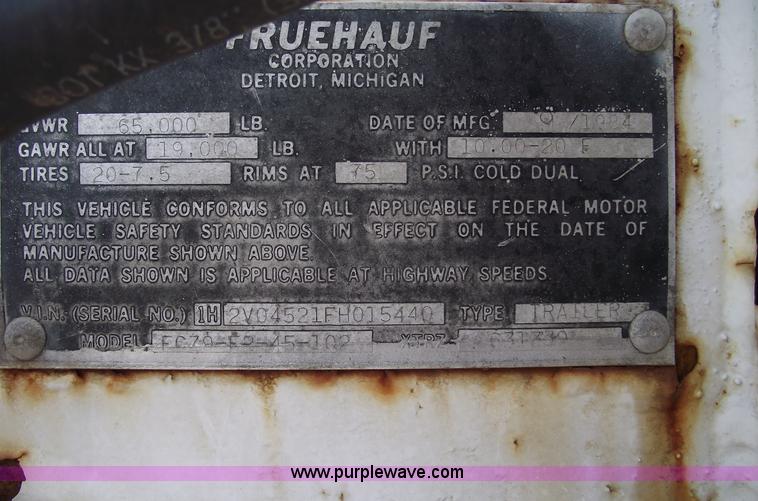 FRUEHAUF
CORPORATION
DETROIT, MICHIGAN
GVWR 65,000 LB. DATE OF MFG. 9/1984
GAWR ALL AT 19,000 LB. WITH 10.00-20 F
TIRES 20-7.5 RIMS AT 75 P.S.I. COLD DUAL
THIS VEHICLE CONFORMS TO ALL APPLICABLE FEDERAL MOTOR
VEHICLE SAFETY STANDARDS IN EFFECT ON THE DATE OF
MANUFACTURE SHOWN ABOVE.
ALL DATA SHOWN IS APPLICABLE AT HIGHWAY SPEEDS.
V.I.N. (SERIAL NO.) 1H 2V04521FH015440 TYPE TRAILER
MODEL
www.purplewave.com